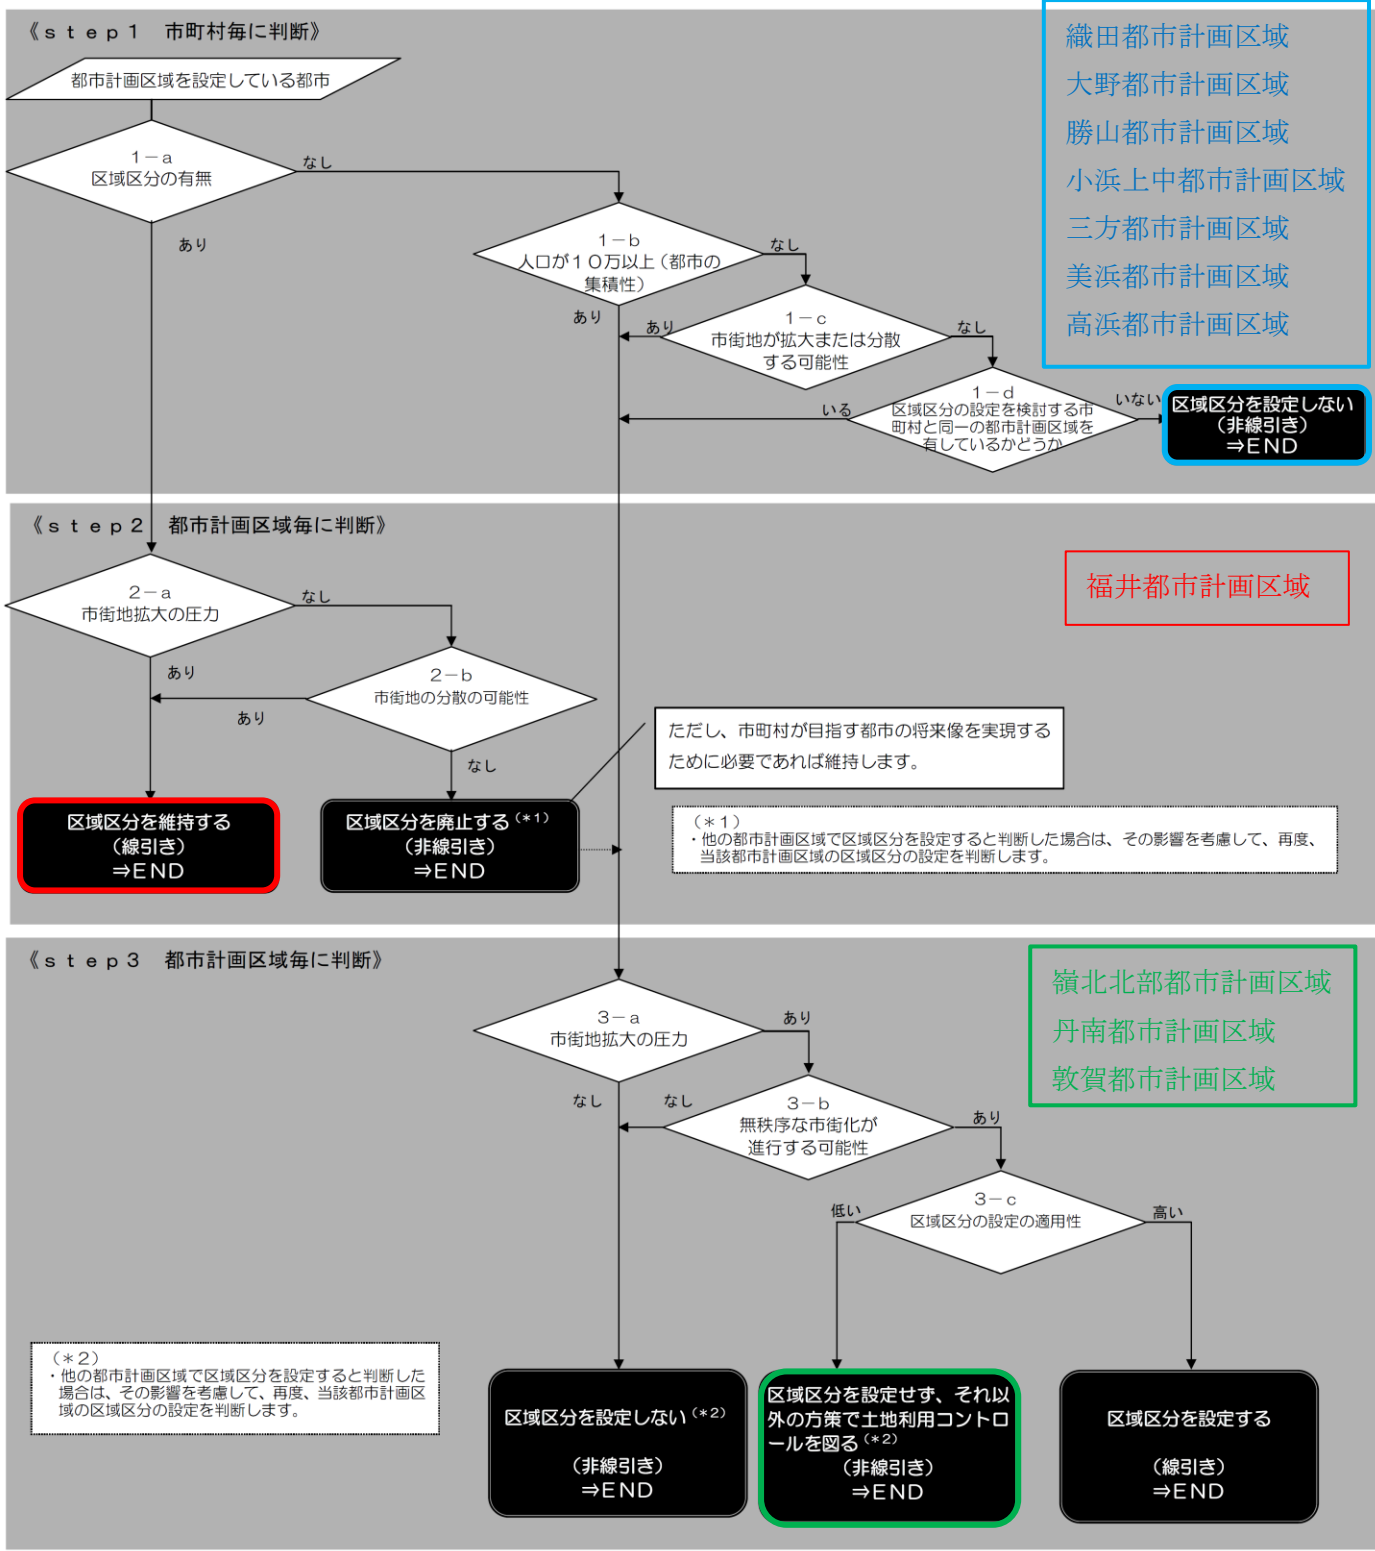 《ｓｔｅｐ１　市町村毎に判断》
都市計画区域を設定している都市
１－ａ
区域区分の有無
なし
あり
１－ｂ
人口が１０万以上（都市の
集積性）
なし
あり
１－ｃ
市街地が拡大または分散
する可能性
あり
なし
１－ｄ
区域区分の設定を検討する市
町村と同一の都市計画区域を
有しているかどうか
いる
いない
区域区分を設定しない
（非線引き）
⇒ＥＮＤ
織田都市計画区域
大野都市計画区域
勝山都市計画区域
小浜上中都市計画区域
三方都市計画区域
美浜都市計画区域
高浜都市計画区域
《ｓｔｅｐ２　都市計画区域毎に判断》
２－ａ
市街地拡大の圧力
なし
あり
２－ｂ
市街地の分散の可能性
あり
なし
福井都市計画区域
ただし、市町村が目指す都市の将来像を実現する
ために必要であれば維持します。
区域区分を維持する
（線引き）
⇒ＥＮＤ
区域区分を廃止する（＊１）
（非線引き）
⇒ＥＮＤ
（＊１）
・他の都市計画区域で区域区分を設定すると判断した場合は、その影響を考慮して、再度、
当該都市計画区域の区域区分の設定を判断します。
《ｓｔｅｐ３　都市計画区域毎に判断》
嶺北北部都市計画区域
丹南都市計画区域
敦賀都市計画区域
３－ａ
市街地拡大の圧力
あり
なし
３－ｂ
無秩序な市街化が
進行する可能性
なし
あり
３－ｃ
区域区分の設定の適用性
低い
高い
（＊２）
・他の都市計画区域で区域区分を設定すると判断した
場合は、その影響を考慮して、再度、当該都市計画区
域の区域区分の設定を判断します。
区域区分を設定しない（＊２）
（非線引き）
⇒ＥＮＤ
区域区分を設定せず、それ以
外の方策で土地利用コントロ
ールを図る（＊２）
（非線引き）
⇒ＥＮＤ
区域区分を設定する
（線引き）
⇒ＥＮＤ